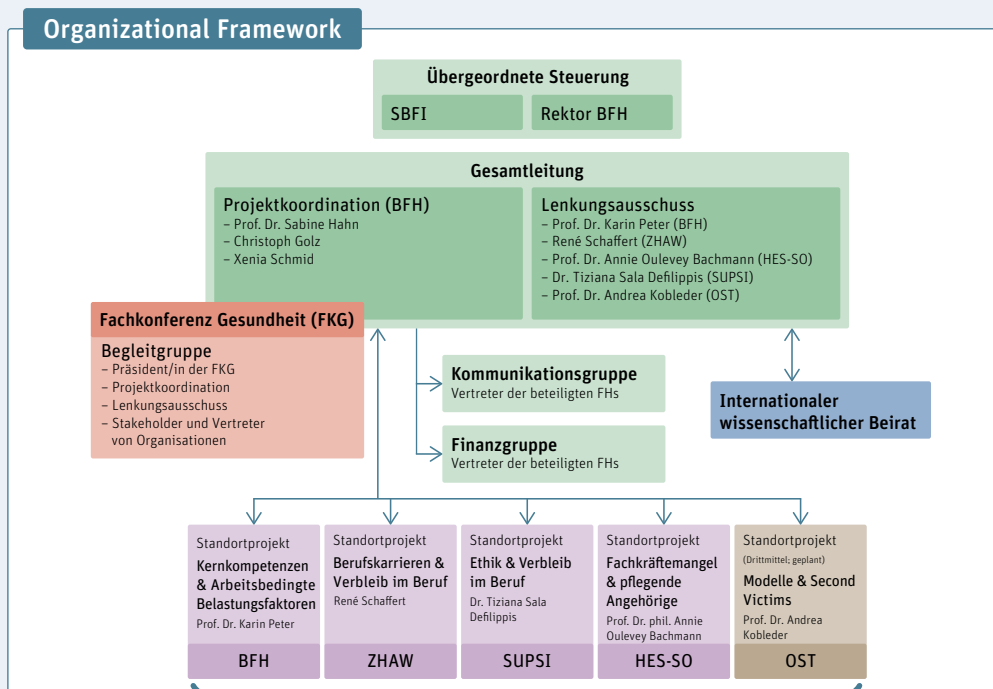 Organizational Framework
Übergeordnete Steuerung
SBFI
Rektor BFH
Gesamtleitung
Projektkoordination (BFH)
– Prof. Dr. Sabine Hahn
– Christoph Golz
– Xenia Schmid
Lenkungsausschuss
– Prof. Dr. Karin Peter (BFH)
– René Schaffert (ZHAW)
– Prof. Dr. Annie Oulevey Bachmann (HES-SO)
– Dr. Tiziana Sala Defilippis (SUPSI)
– Prof. Dr. Andrea Kobleder (OST)
Fachkonferenz Gesundheit (FKG)
Begleitgruppe
– Präsident/in der FKG
– Projektkoordination
– Lenkungsausschuss
– Stakeholder und Vertreter
von Organisationen
Kommunikationsgruppe
Vertreter der beteiligten FHs
Finanzgruppe
Vertreter der beteiligten FHs
Internationaler
wissenschaftlicher Beirat
Standortprojekt
Kernkompetenzen
& Arbeitsbedingte
Belastungsfaktoren
Prof. Dr. Karin Peter
BFH
Standortprojekt
Berufskarrieren &
Verbleib im Beruf
René Schaffert
ZHAW
Standortprojekt
Ethik & Verbleib
im Beruf
Dr. Tiziana Sala
Defilippis
SUPSI
Standortprojekt
Fachkräftemangel
& pflegende
Angehörige
Prof. Dr. phil. Annie
Oulevey Bachmann
HES-SO
Standortprojekt
(Drittmittel; geplant)
Modelle & Second
Victims
Prof. Dr. Andrea
Kobleder
OST